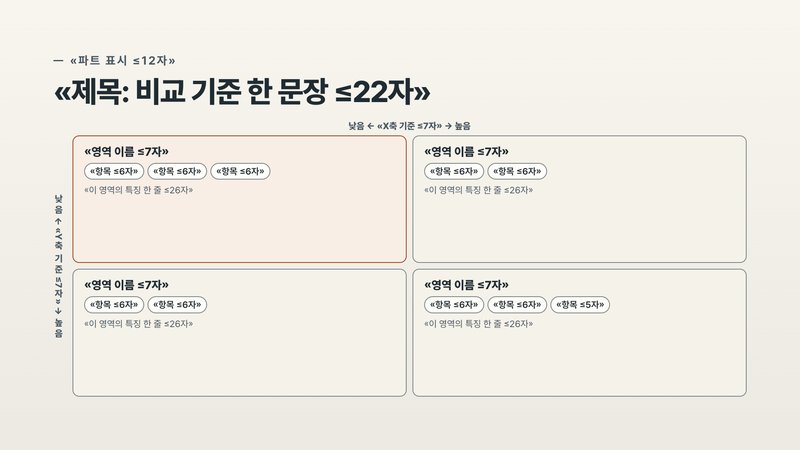 — «파트 표시 ≤12자»
«제목: 비교 기준 한 문장 ≤22자»
낮음 ← «X축 기준 ≤7자» → 높음
낮음 ← «Y축 기준 ≤7자» → 높음
«영역 이름 ≤7자»
«항목 ≤6자» «항목 ≤6자» «항목 ≤6자»
«이 영역의 특징 한 줄 ≤26자»
«영역 이름 ≤7자»
«항목 ≤6자» «항목 ≤6자»
«이 영역의 특징 한 줄 ≤26자»
«영역 이름 ≤7자»
«항목 ≤6자» «항목 ≤6자»
«이 영역의 특징 한 줄 ≤26자»
«영역 이름 ≤7자»
«항목 ≤6자» «항목 ≤6자» «항목 ≤5자»
«이 영역의 특징 한 줄 ≤26자»